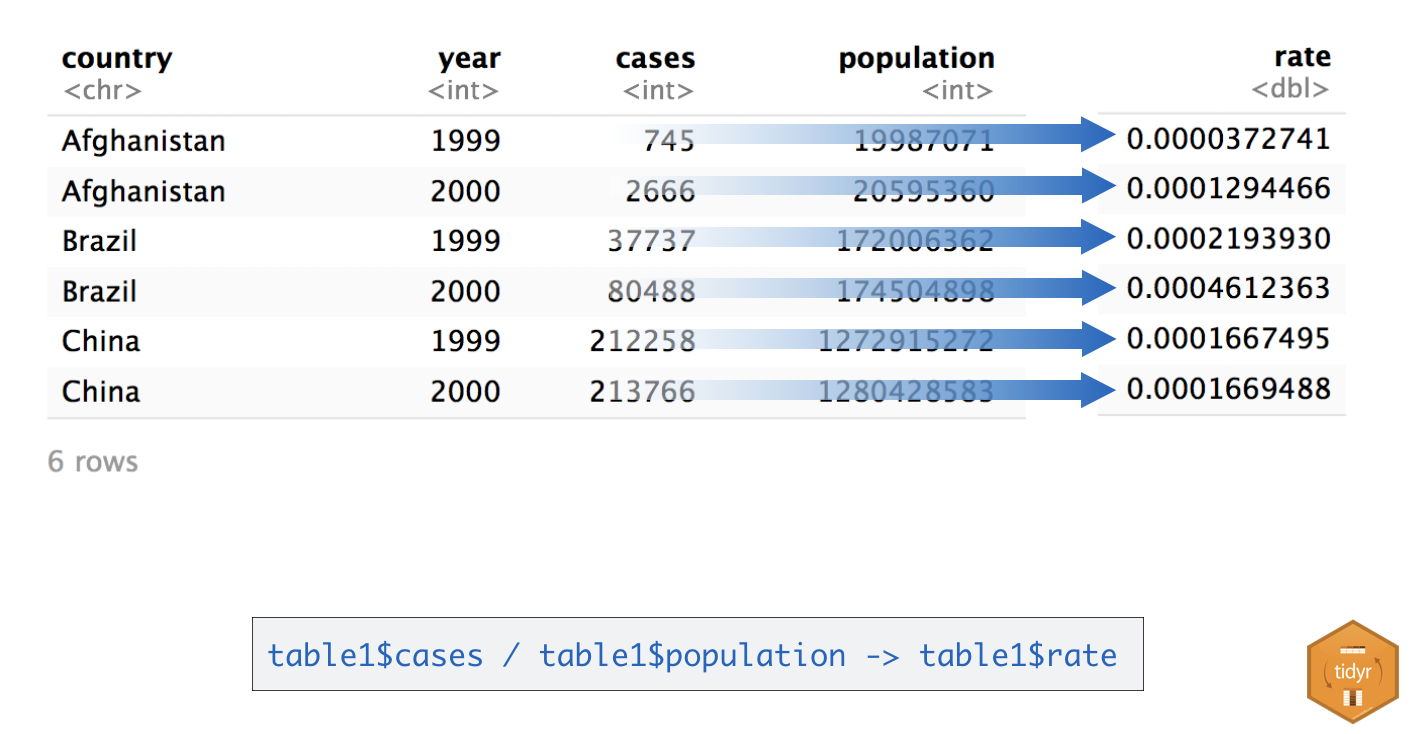 country year cases population rate
<chr> <int> <int> <int> <dbl>
Afghanistan 1999 745 19987071 0.0000372741
Afghanistan 2000 2666 20595360 0.0001294466
Brazil 1999 37737 172006362 0.0002193930
Brazil 2000 80488 174504898 0.0004612363
China 1999 212258 1272915272 0.0001667495
China 2000 213766 1280428583 0.0001669488
6 rows
table1$cases / table1$population -> table1$rate
tidyr